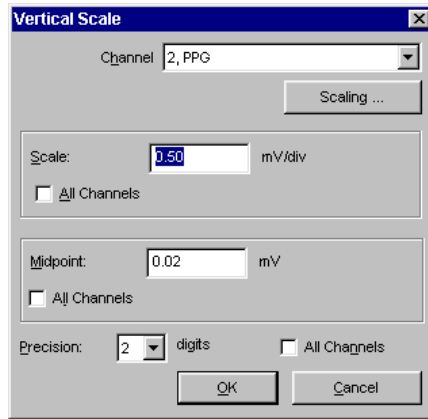 Vertical Scale
Channel 2, PPG
Scaling ...
Scale: 0.50 mV/div
All Channels
Midpoint: 0.02 mV
All Channels
Precision: 2 digits All Channels
OK Cancel